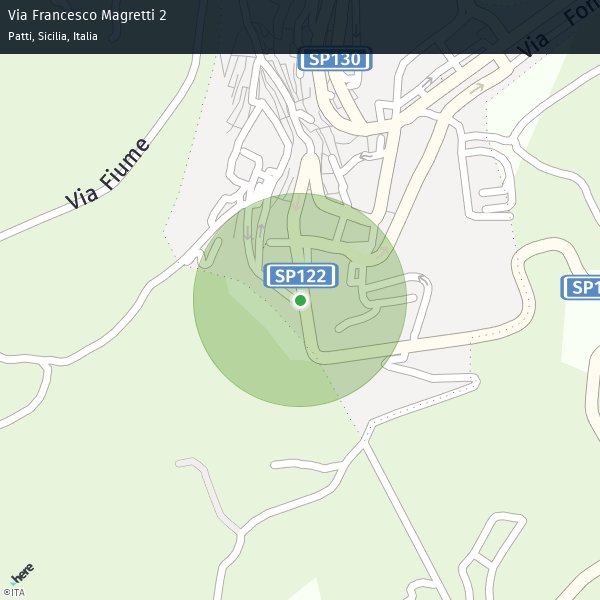 Via Francesco Magretti 2
Patti, Sicilia, Italia
SP130
Via Fiume
SP122
here
©ITA